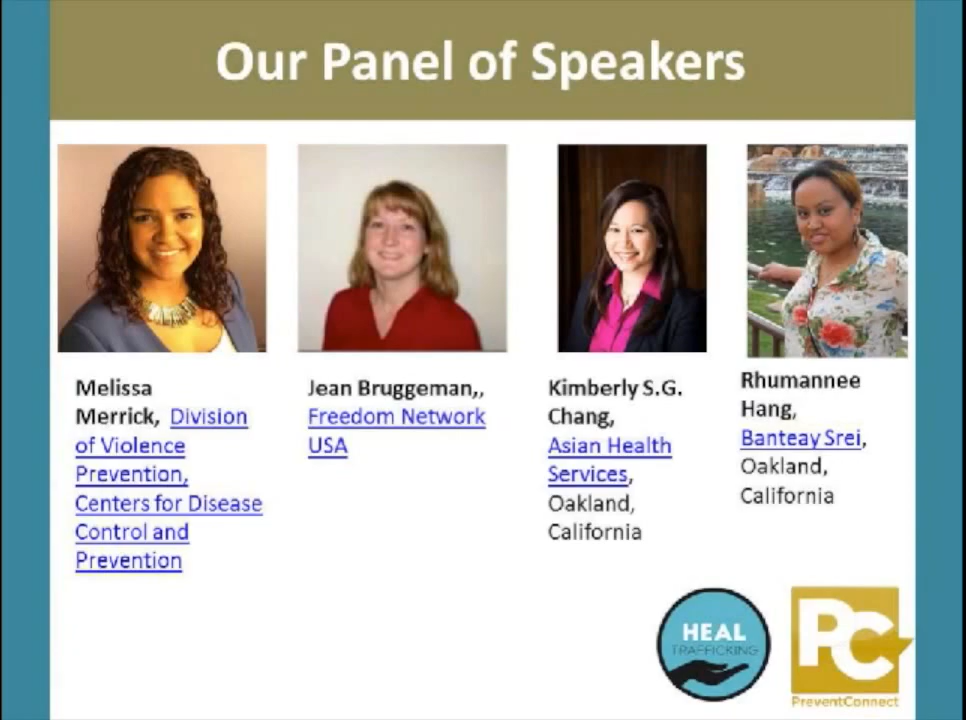 Our Panel of Speakers
Melissa
Merrick, Division
of Violence
Prevention,
Centers for Disease
Control and
Prevention
Jean Bruggeman,,
Freedom Network
USA
Kimberly S.G.
Chang,
Asian Health
Services,
Oakland,
California
Rhumannee
Hang,
Banteay Srei,
Oakland,
California
HEAL
TRAFFICKING
PC
PreventConnect